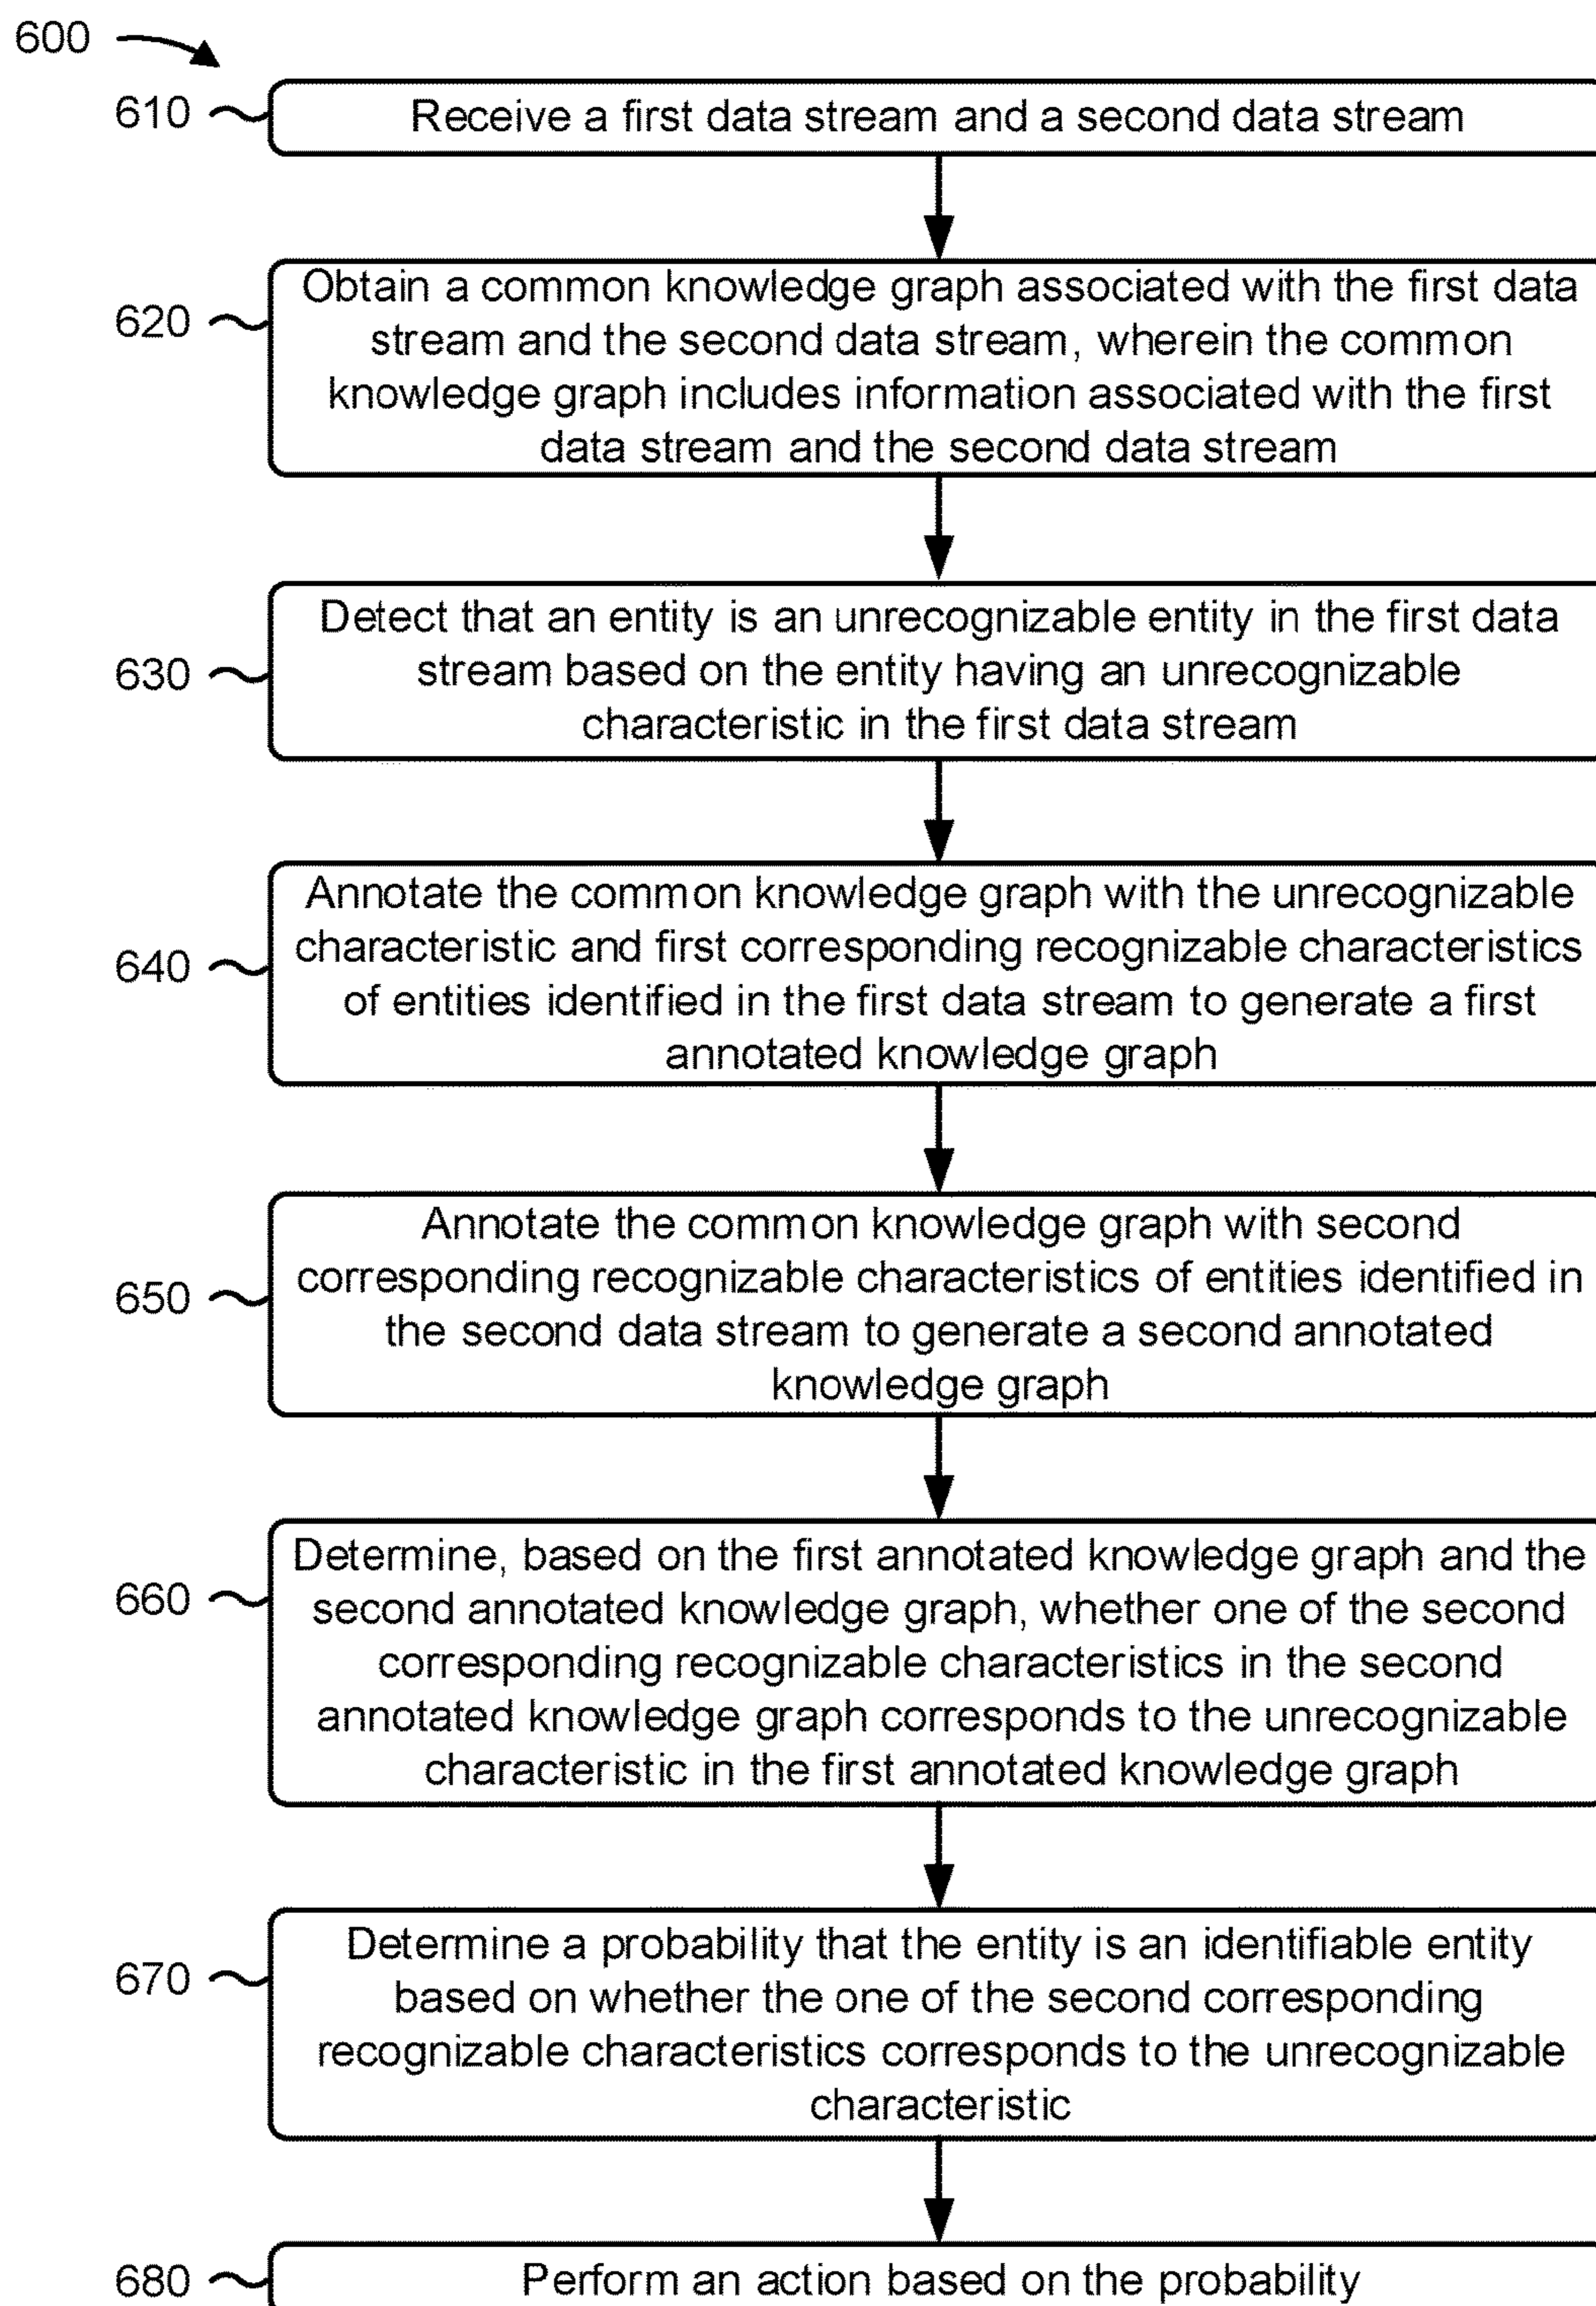 600
610
Receive a first data stream and a second data stream
620
Obtain a common knowledge graph associated with the first data
stream and the second data stream, wherein the common
knowledge graph includes information associated with the first
data stream and the second data stream
630
Detect that an entity is an unrecognizable entity in the first data
stream based on the entity having an unrecognizable
characteristic in the first data stream
640
Annotate the common knowledge graph with the unrecognizable
characteristic and first corresponding recognizable characteristics
of entities identified in the first data stream to generate a first
annotated knowledge graph
650
Annotate the common knowledge graph with second
corresponding recognizable characteristics of entities identified in
the second data stream to generate a second annotated
knowledge graph
660
Determine, based on the first annotated knowledge graph and the
second annotated knowledge graph, whether one of the second
corresponding recognizable characteristics in the second
annotated knowledge graph corresponds to the unrecognizable
characteristic in the first annotated knowledge graph
670
Determine a probability that the entity is an identifiable entity
based on whether the one of the second corresponding
recognizable characteristics corresponds to the unrecognizable
characteristic
680
Perform an action based on the probability